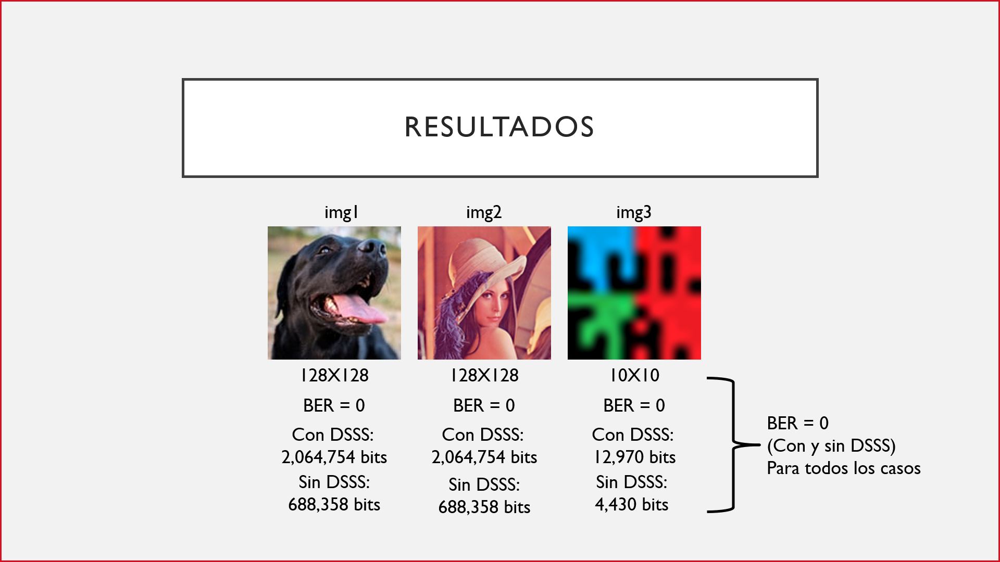 RESULTADOS
img1
128X128
BER = 0
Con DSSS:
2,064,754 bits
Sin DSSS:
688,358 bits
img2
128X128
BER = 0
Con DSSS:
2,064,754 bits
Sin DSSS:
688,358 bits
img3
10X10
BER = 0
Con DSSS:
12,970 bits
Sin DSSS:
4,430 bits
BER = 0
(Con y sin DSSS)
Para todos los casos